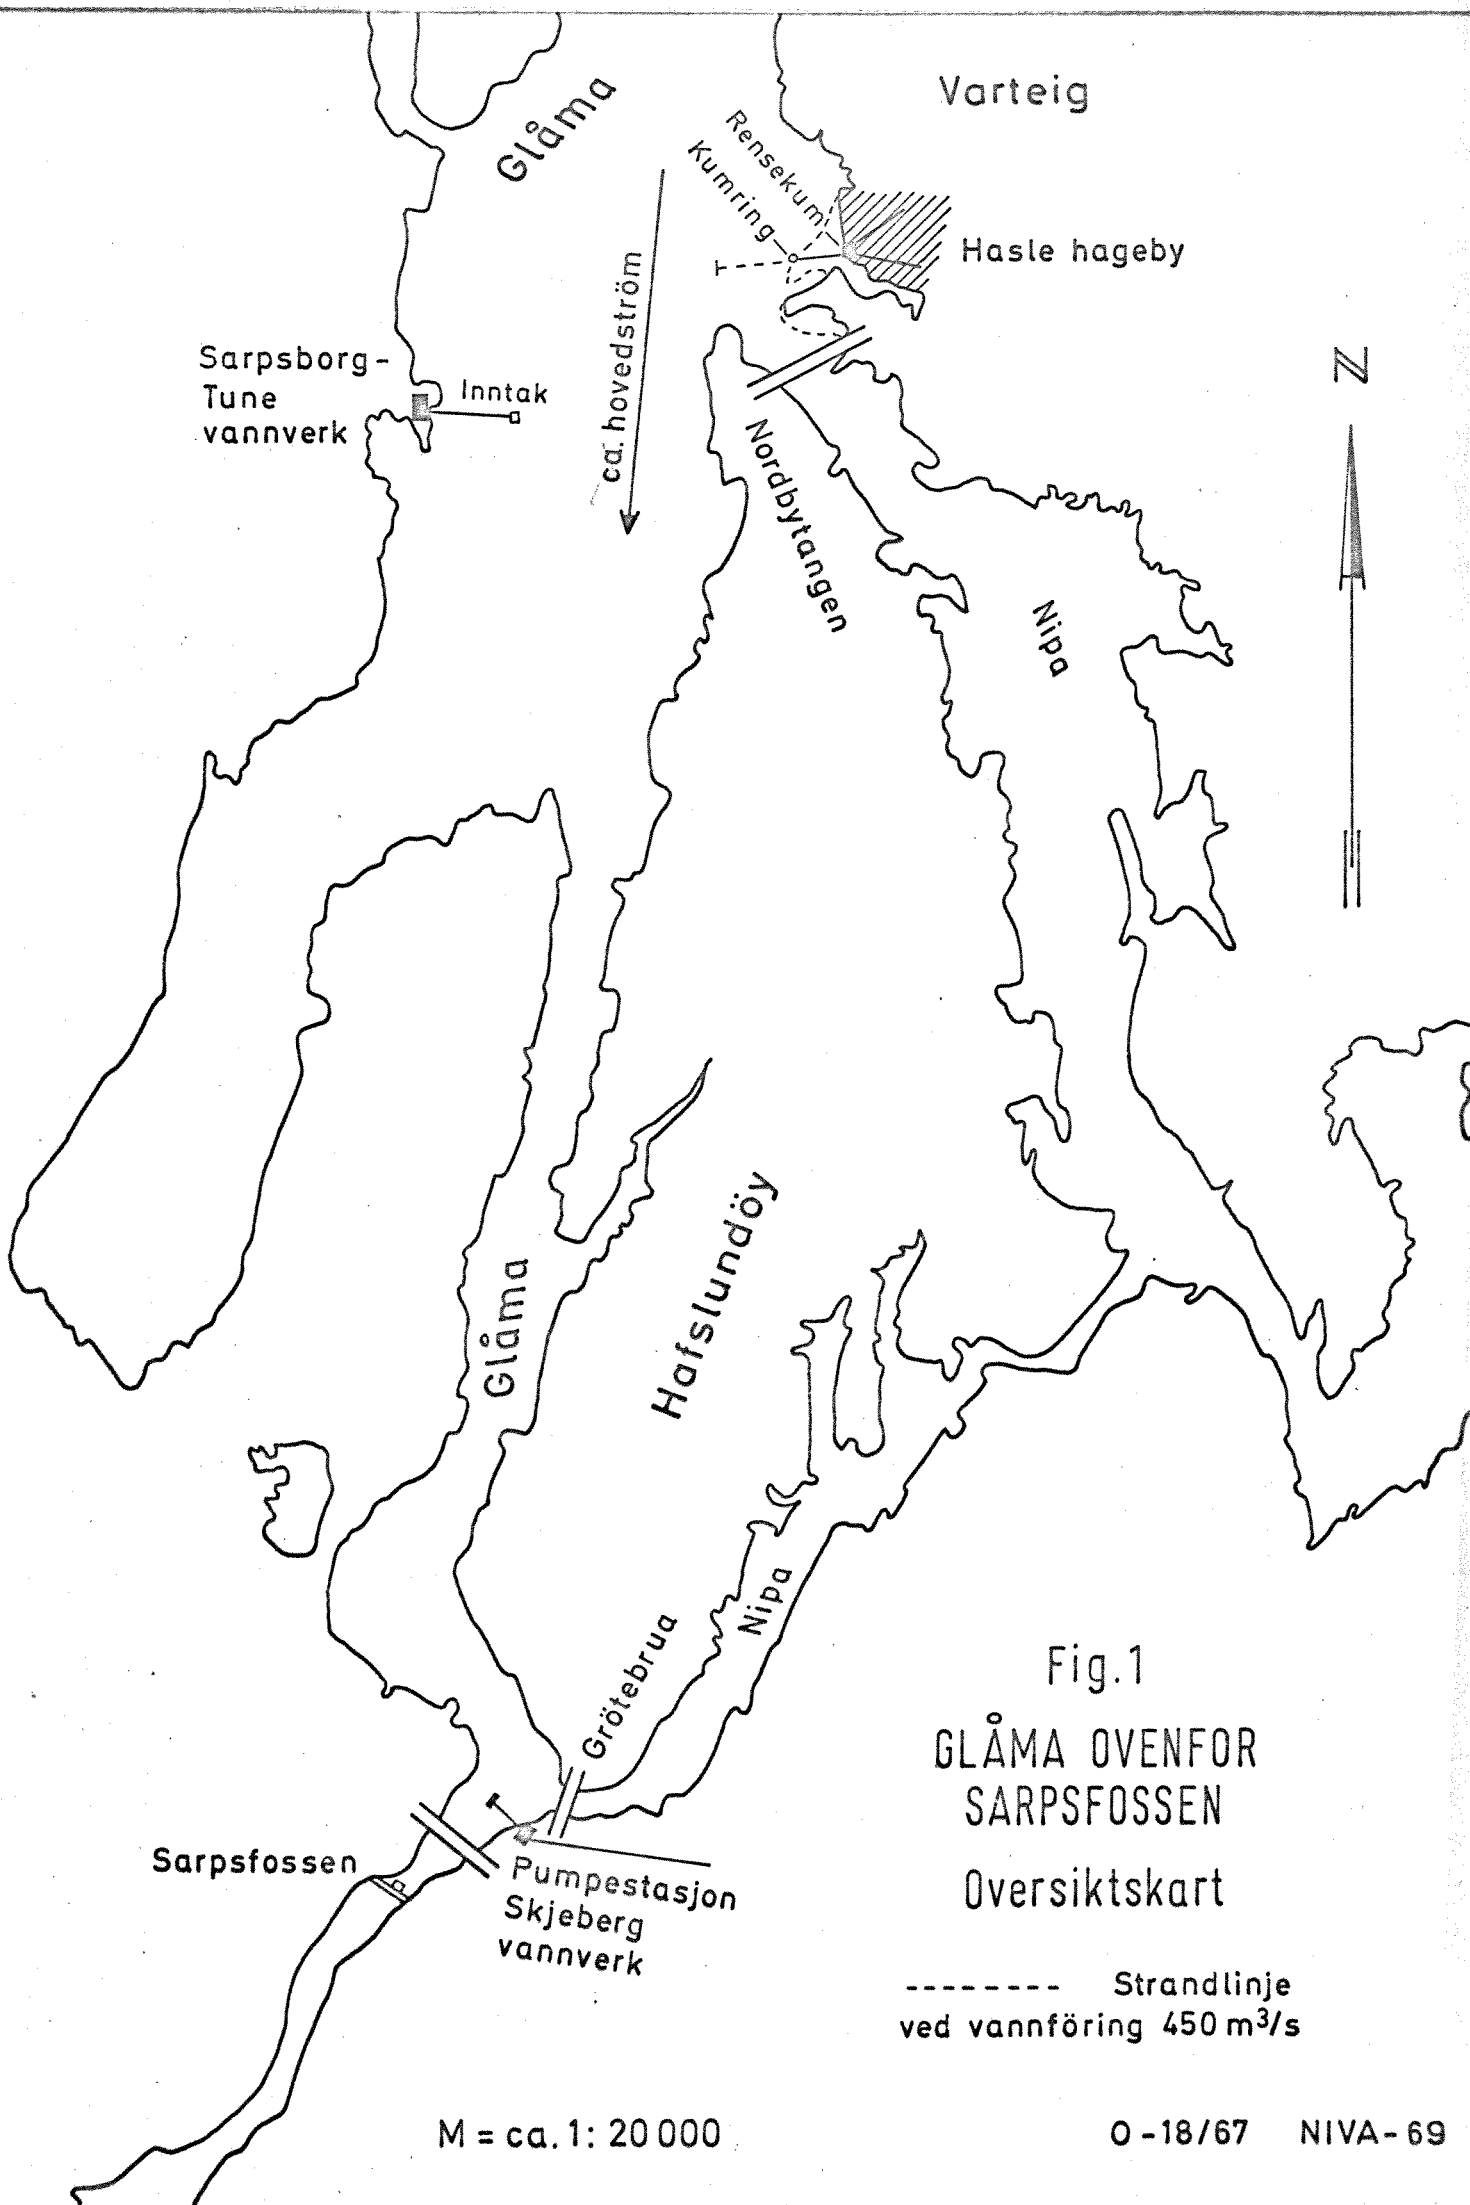 Varteig
Glåma
Rensekum
Kumring
Hasle hageby
ca. hovedström
Sarpsborg-
Tune
vannverk
Inntak
N
Nordbytangen
Nipa
Hafslundöy
Glåma
Nipa
Grötebrua
Fig.1
GLÅMA OVENFOR
SARPSFOSSEN
Oversiktskart
Sarpsfossen
Pumpestasjon
Skjeberg
vannverk
-------- Strandlinje
ved vannföring 450 m³/s
M = ca. 1: 20 000
O-18/67 NIVA-69